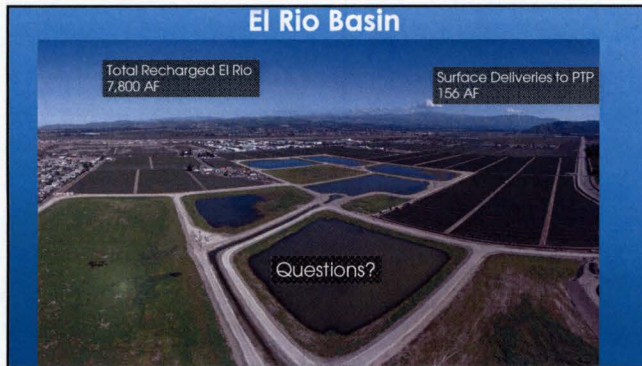 El Rio Basin
Total Recharged El Rio
7,800 AF
Surface Deliveries to PTP
156 AF
Questions?